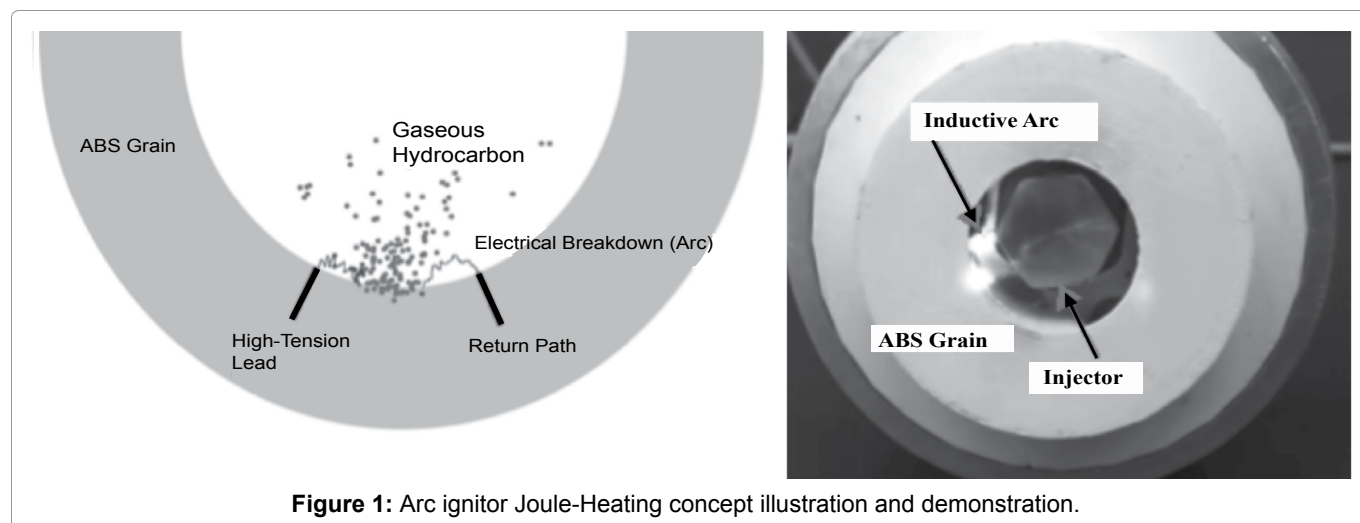 ABS Grain
Gaseous
Hydrocarbon
Electrical Breakdown (Arc)
High-Tension
Lead
Return Path
Inductive Arc
ABS Grain
Injector
Figure 1: Arc ignitor Joule-Heating concept illustration and demonstration.